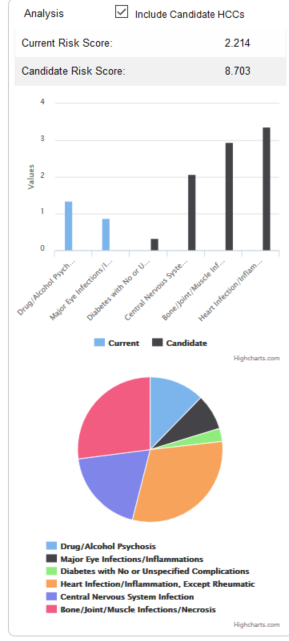 Analysis
Include Candidate HCCs
Current Risk Score: 2.214
Candidate Risk Score: 8.703
4
3
2
1
0
Values
Drug/Alcohol Psych...
Major Eye Infections/I...
Diabetes with No or U...
Central Nervous Syste...
Bone/Joint/Muscle Inf...
Heart Infection/Inflam...
Current
Candidate
Highcharts.com
Drug/Alcohol Psychosis
Major Eye Infections/Inflammations
Diabetes with No or Unspecified Complications
Heart Infection/Inflammation, Except Rheumatic
Central Nervous System Infection
Bone/Joint/Muscle Infections/Necrosis
Highcharts.com